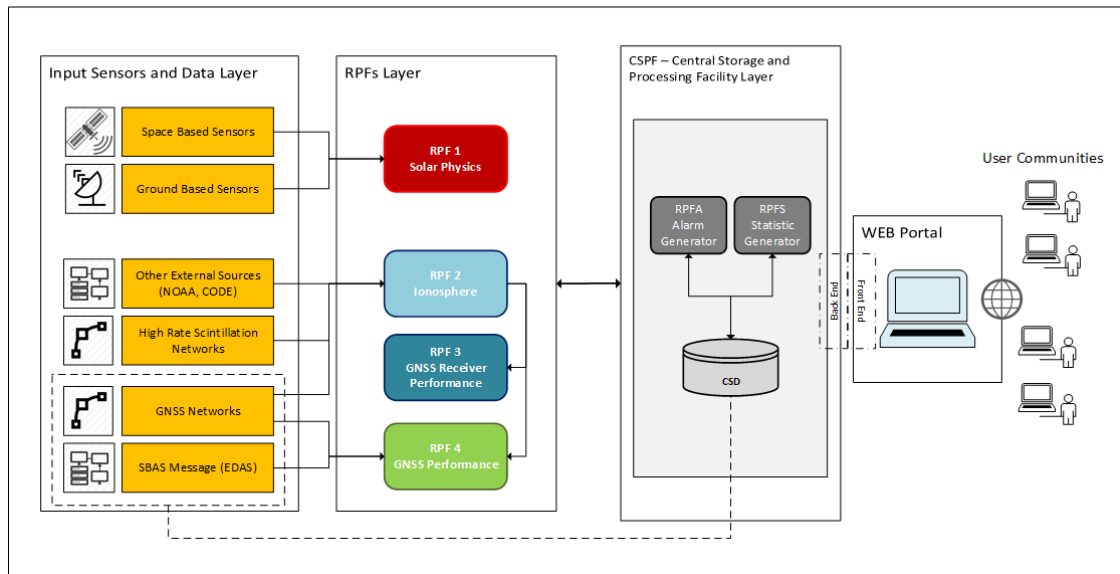 Input Sensors and Data Layer
Space Based Sensors
Ground Based Sensors
Other External Sources
(NOAA, CODE)
High Rate Scintillation
Networks
GNSS Networks
SBAS Message (EDAS)
RPFs Layer
RPF 1
Solar Physics
RPF 2
Ionosphere
RPF 3
GNSS Receiver
Performance
RPF 4
GNSS Performance
CSPF – Central Storage and
Processing Facility Layer
RPFA
Alarm
Generator
RPFS
Statistic
Generator
CSD
Back End
Front End
WEB Portal
User Communities